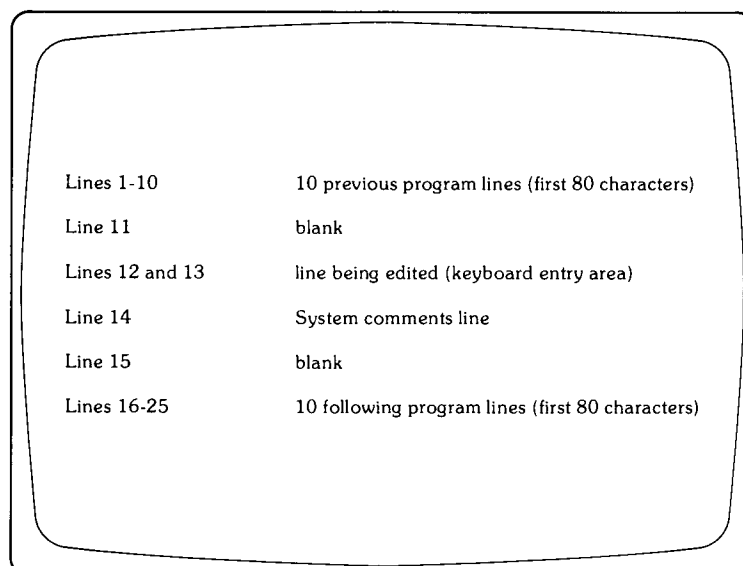 Lines 1-10 10 previous program lines (first 80 characters)
Line 11 blank
Lines 12 and 13 line being edited (keyboard entry area)
Line 14 System comments line
Line 15 blank
Lines 16-25 10 following program lines (first 80 characters)